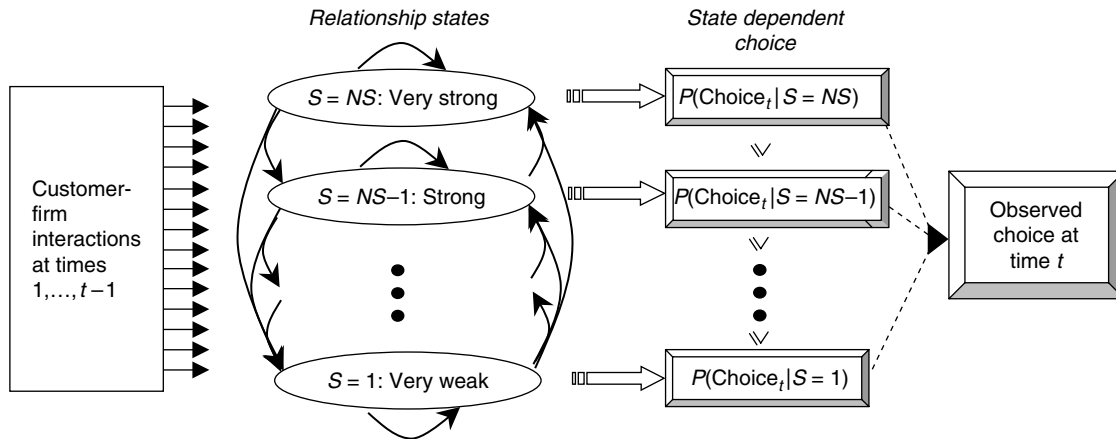 Relationship states
State dependent
choice
Customer-
firm
interactions
at times
1,…, t –1
S = NS: Very strong
S = NS–1: Strong
S = 1: Very weak
P(Choiceₜ|S = NS)
P(Choiceₜ|S = NS–1)
P(Choiceₜ|S = 1)
Observed
choice at
time t